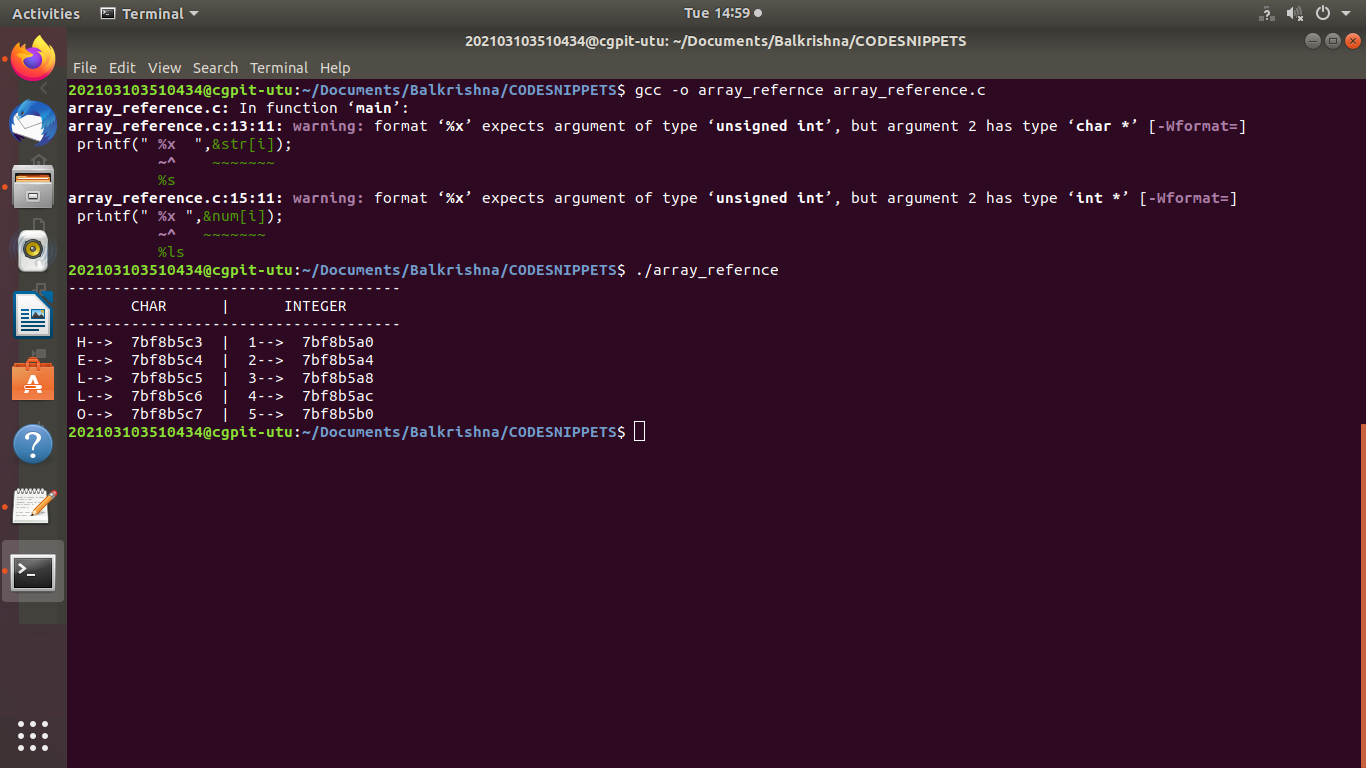 Activities Terminal Tue 14:59
202103103510434@cgpit-utu: ~/Documents/Balkrishna/CODESNIPPETS
File Edit View Search Terminal Help
202103103510434@cgpit-utu:~/Documents/Balkrishna/CODESNIPPETS$ gcc -o array_refernce array_reference.c
array_reference.c: In function ‘main’:
array_reference.c:13:11: warning: format ‘%x’ expects argument of type ‘unsigned int’, but argument 2 has type ‘char *’ [-Wformat=]
 printf(" %x  ",&str[i]);
          ~^    ~~~~~~~
          %s
array_reference.c:15:11: warning: format ‘%x’ expects argument of type ‘unsigned int’, but argument 2 has type ‘int *’ [-Wformat=]
 printf(" %x ",&num[i]);
          ~^   ~~~~~~~
          %ls
202103103510434@cgpit-utu:~/Documents/Balkrishna/CODESNIPPETS$ ./array_refernce
-------------------------------------
       CHAR      |      INTEGER
-------------------------------------
 H-->  7bf8b5c3  |  1-->  7bf8b5a0
 E-->  7bf8b5c4  |  2-->  7bf8b5a4
 L-->  7bf8b5c5  |  3-->  7bf8b5a8
 L-->  7bf8b5c6  |  4-->  7bf8b5ac
 O-->  7bf8b5c7  |  5-->  7bf8b5b0
202103103510434@cgpit-utu:~/Documents/Balkrishna/CODESNIPPETS$